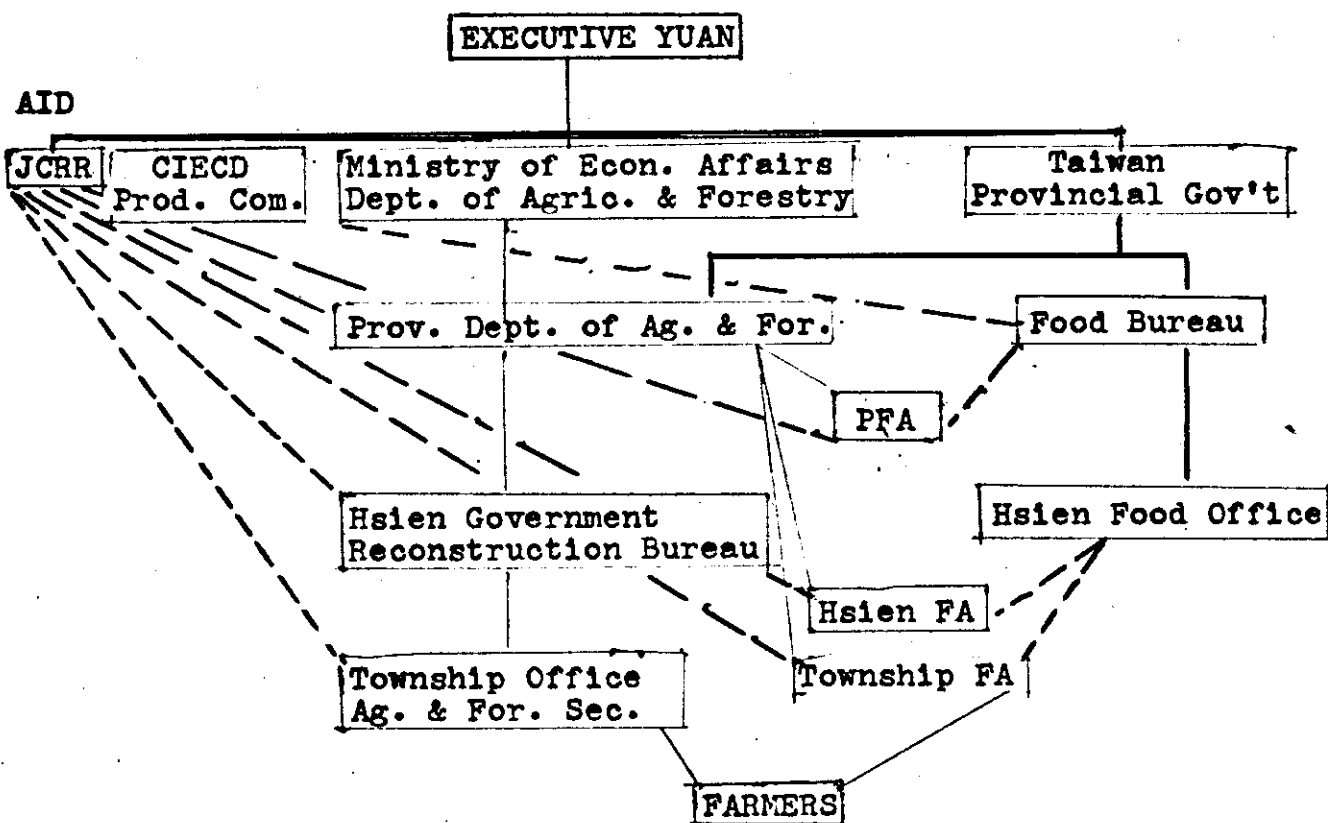 EXECUTIVE YUAN
AID
JCRR
CIECD
Prod. Com.
Ministry of Econ. Affairs
Dept. of Agric. & Forestry
Taiwan
Provincial Gov't
Prov. Dept. of Ag. & For.
Food Bureau
PFA
Hsien Government
Reconstruction Bureau
Hsien Food Office
Hsien FA
Township Office
Ag. & For. Sec.
Township FA
FARMERS